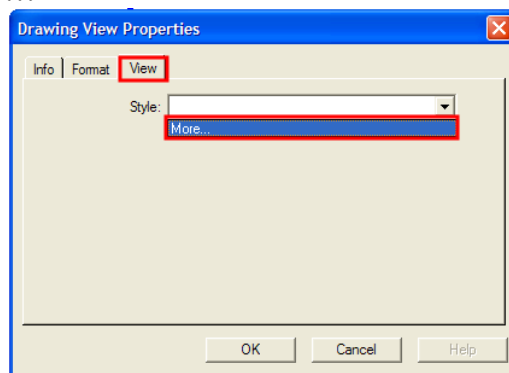 Drawing View Properties
Info Format View
Style:
More...
OK Cancel Help